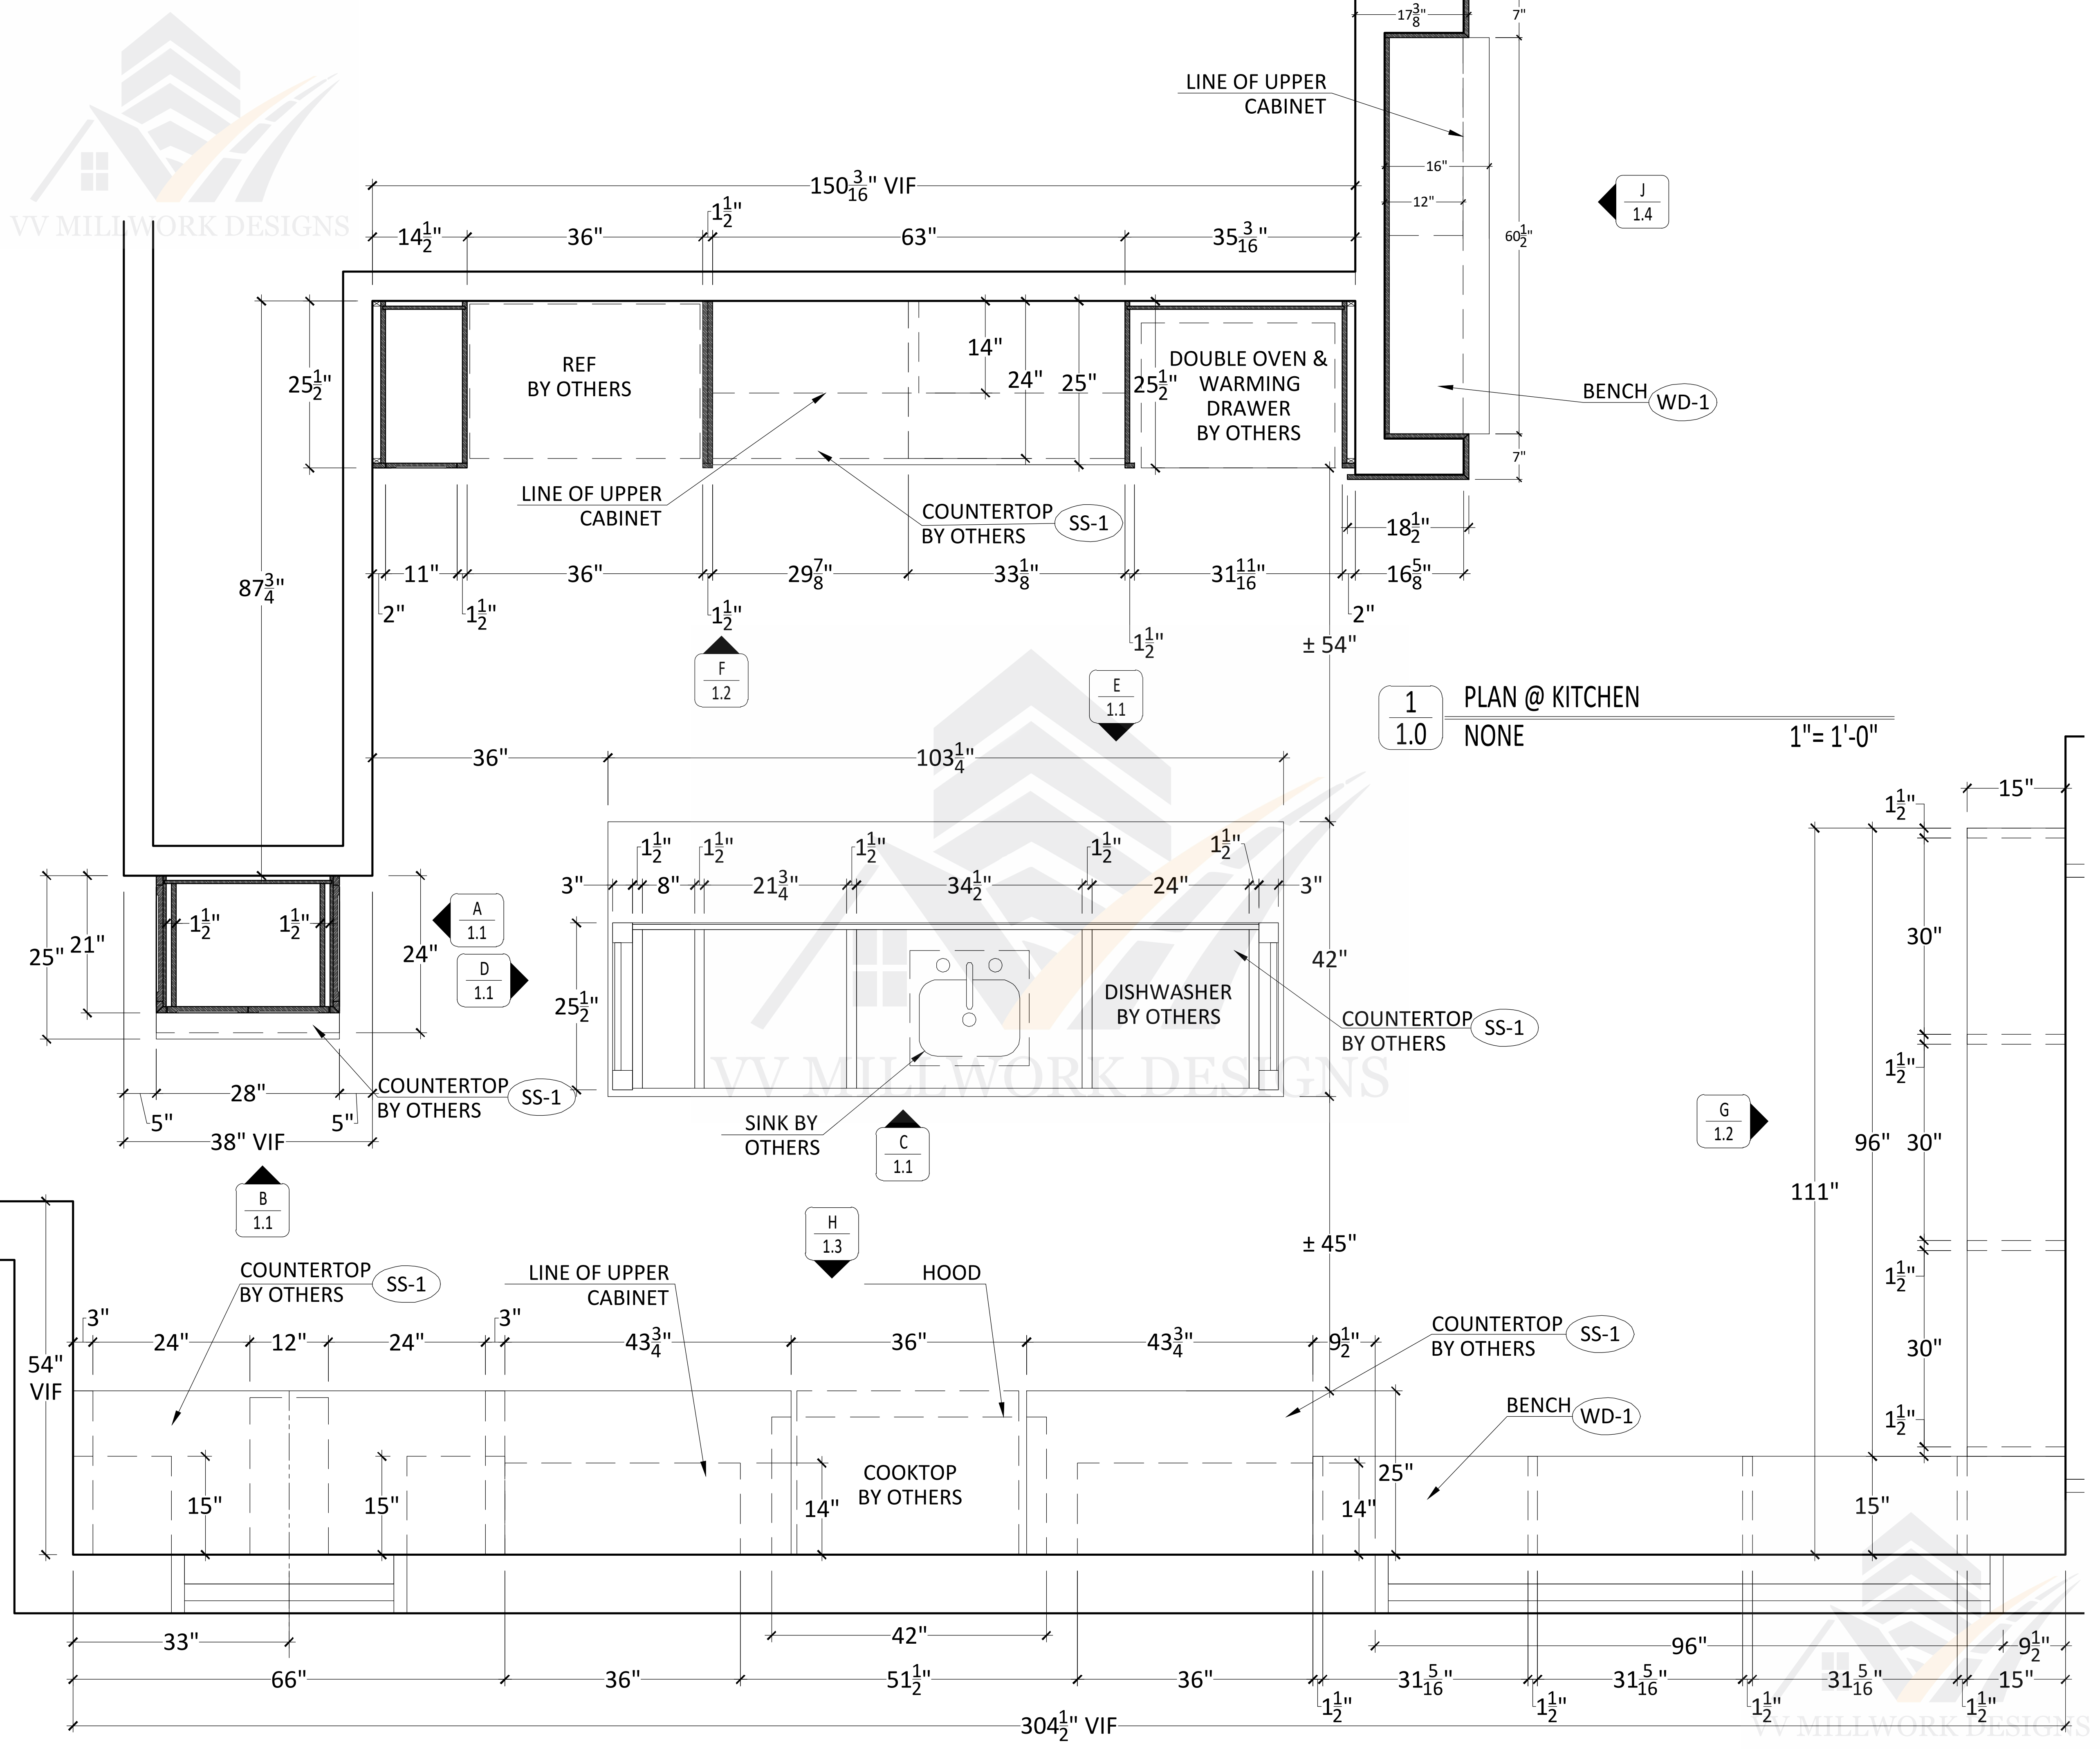 17 3/8"
7"
LINE OF UPPER
CABINET
16"
12"
60 1/2"
7"
J
1.4
BENCH WD-1
VV MILLWORK DESIGNS
150 3/16" VIF
1 1/2"
14 1/2" 36" 63" 35 3/16"
25 1/2"
REF
BY OTHERS
14"
24" 25" 25 1/2"
DOUBLE OVEN &
WARMING
DRAWER
BY OTHERS
LINE OF UPPER
CABINET
COUNTERTOP
BY OTHERS
SS-1
18 1/2"
87 3/4"
11" 36" 29 7/8" 33 1/8" 31 11/16" 16 5/8"
2" 1 1/2" 1 1/2" 1 1/2" 2"
± 54"
F
1.2
E
1.1
1
1.0
PLAN @ KITCHEN
NONE 1"= 1'-0"
36" 103 1/4"
1 1/2" 1 1/2" 1 1/2" 1 1/2" 1 1/2"
3" 8" 21 3/4" 34 1/2" 24" 3"
25 1/2"
42"
DISHWASHER
BY OTHERS
COUNTERTOP
BY OTHERS
SS-1
SINK BY
OTHERS
VV MILLWORK DESIGNS
A
1.1
D
1.1
C
1.1
25" 21" 1 1/2" 1 1/2" 24"
COUNTERTOP
BY OTHERS
SS-1
28"
5" 5"
38" VIF
B
1.1
15"
1 1/2"
30"
1 1/2"
G
1.2
111" 96" 30"
1 1/2"
30"
1 1/2"
15"
H
1.3
± 45"
COUNTERTOP
BY OTHERS
SS-1
LINE OF UPPER
CABINET
HOOD
COUNTERTOP
BY OTHERS
SS-1
BENCH WD-1
54"
VIF
3" 24" 12" 24" 3" 43 3/4" 36" 43 3/4" 9 1/2"
15" 15" 14" 14" 25"
COOKTOP
BY OTHERS
33" 42" 96" 9 1/2"
66" 36" 51 1/2" 36" 31 5/16" 31 5/16" 31 5/16" 15"
1 1/2" 1 1/2" 1 1/2" 1 1/2"
304 1/2" VIF
VV MILLWORK DESIGNS